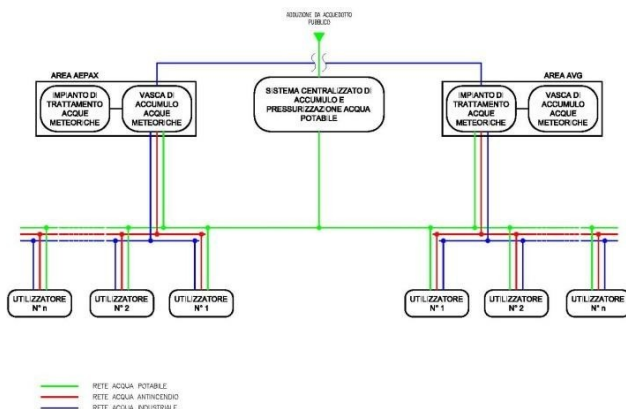 ADDUZIONE DA ACQUEDOTTO
PUBBLICO
AREA AEPAX
IMPIANTO DI
TRATTAMENTO
ACQUE
METEORICHE
VASCA DI
ACCUMULO
ACQUE
METEORICHE
SISTEMA CENTRALIZZATO DI
ACCUMULO E
PRESSURIZZAZIONE ACQUA
POTABILE
AREA AVG
IMPIANTO DI
TRATTAMENTO
ACQUE
METEORICHE
VASCA DI
ACCUMULO
ACQUE
METEORICHE
UTILIZZATORE
N° n
UTILIZZATORE
N° 2
UTILIZZATORE
N° 1
UTILIZZATORE
N° 1
UTILIZZATORE
N° 2
UTILIZZATORE
N° n
RETE ACQUA POTABILE
RETE ACQUA ANTINCENDIO
RETE ACQUA INDUSTRIALE